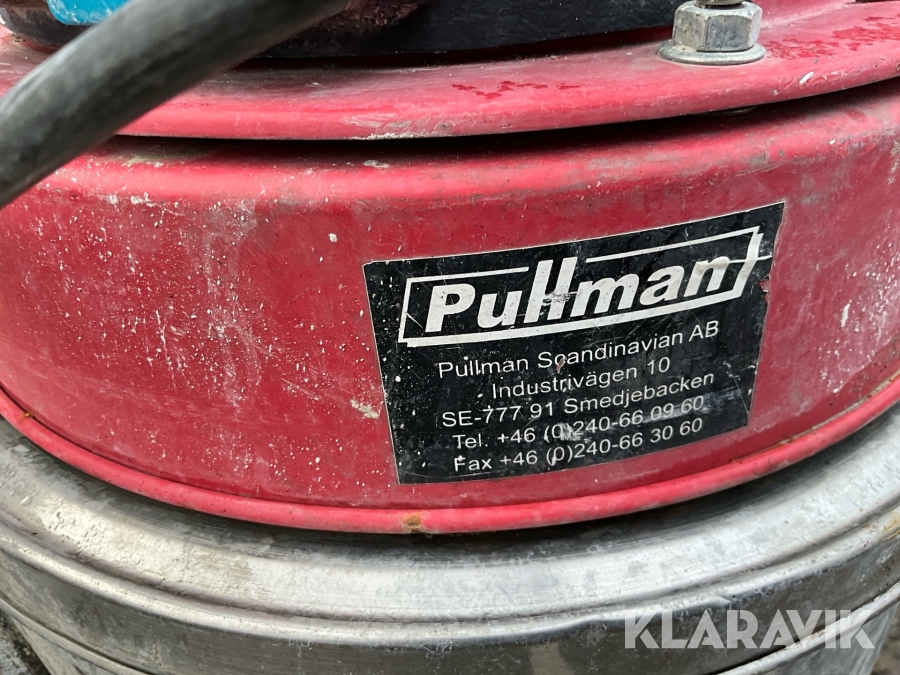 Pullman
Pullman Scandinavian AB
Industrivägen 10
SE-777 91 Smedjebacken
Tel. +46 (0)240-66 09 60
Fax +46 (0)240-66 30 60
KLARAVIK